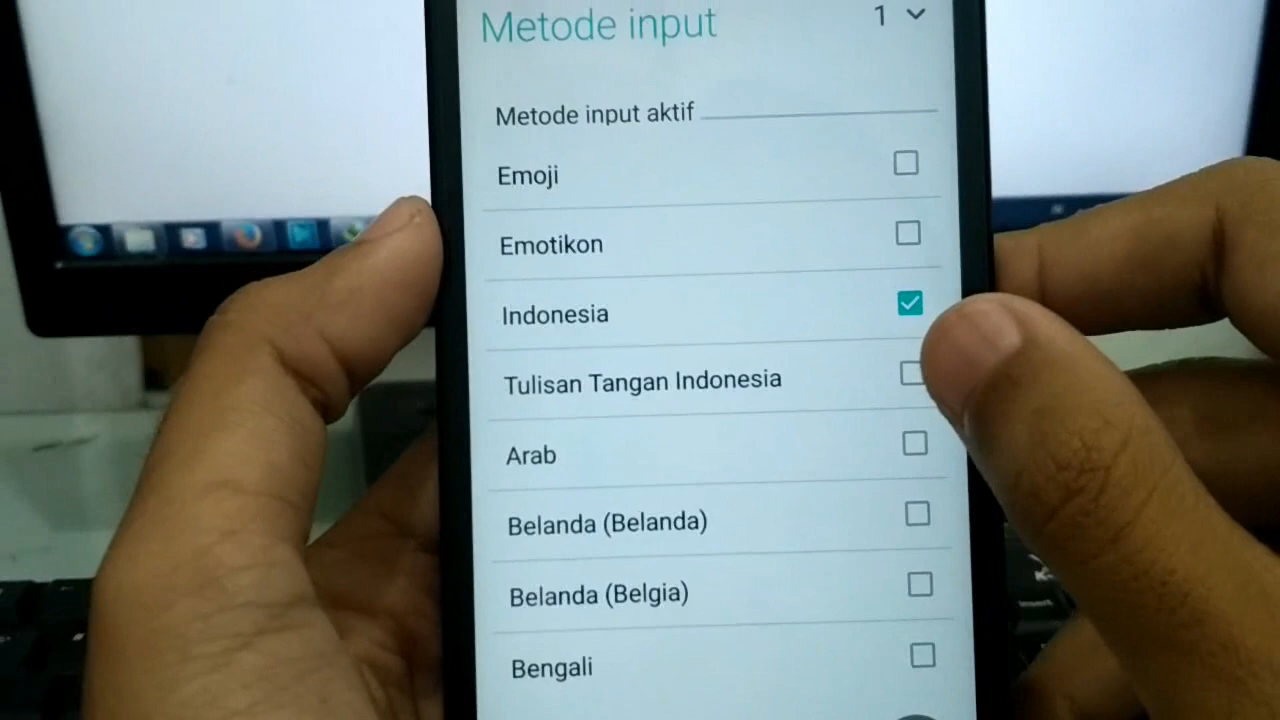 Metode input 1
Metode input aktif
Emoji
Emotikon
Indonesia
Tulisan Tangan Indonesia
Arab
Belanda (Belanda)
Belanda (Belgia)
Bengali